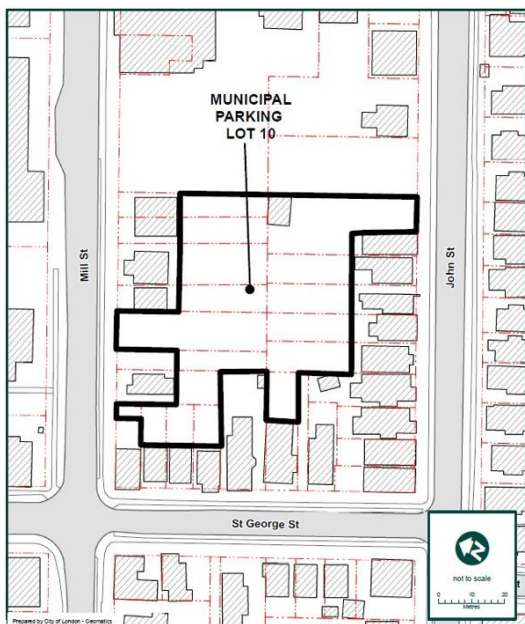 MUNICIPAL
PARKING
LOT 10
Mill St
John St
St George St
N
not to scale
0 10 20
Metres
Prepared by City of London - Geomatics